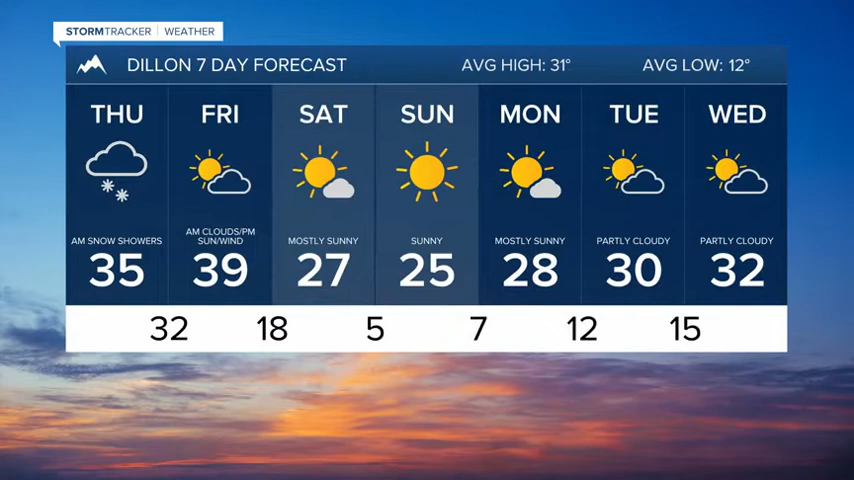 STORMTRACKER | WEATHER
DILLON 7 DAY FORECAST AVG HIGH: 31° AVG LOW: 12°
THU FRI SAT SUN MON TUE WED
AM SNOW SHOWERS AM CLOUDS/PM SUN/WIND MOSTLY SUNNY SUNNY MOSTLY SUNNY PARTLY CLOUDY PARTLY CLOUDY
35 39 27 25 28 30 32
32 18 5 7 12 15